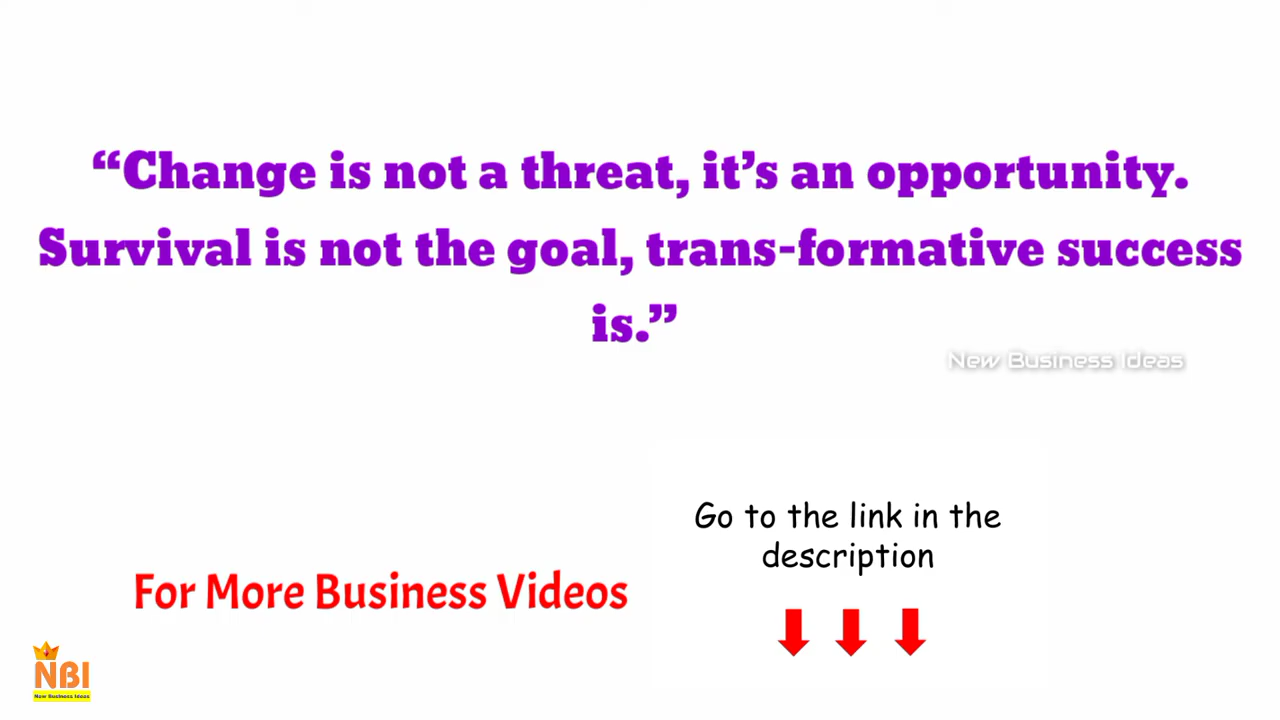 “Change is not a threat, it’s an opportunity.
Survival is not the goal, trans-formative success
is.”
New Business Ideas
Go to the link in the
description
For More Business Videos
NBI
New Business Ideas